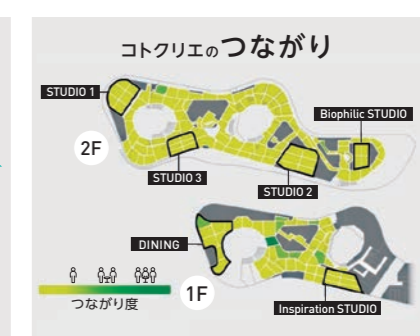 コトクリエのつながり
STUDIO 1
Biophilic STUDIO
2F
STUDIO 3
STUDIO 2
DINING
つながり度
1F
Inspiration STUDIO